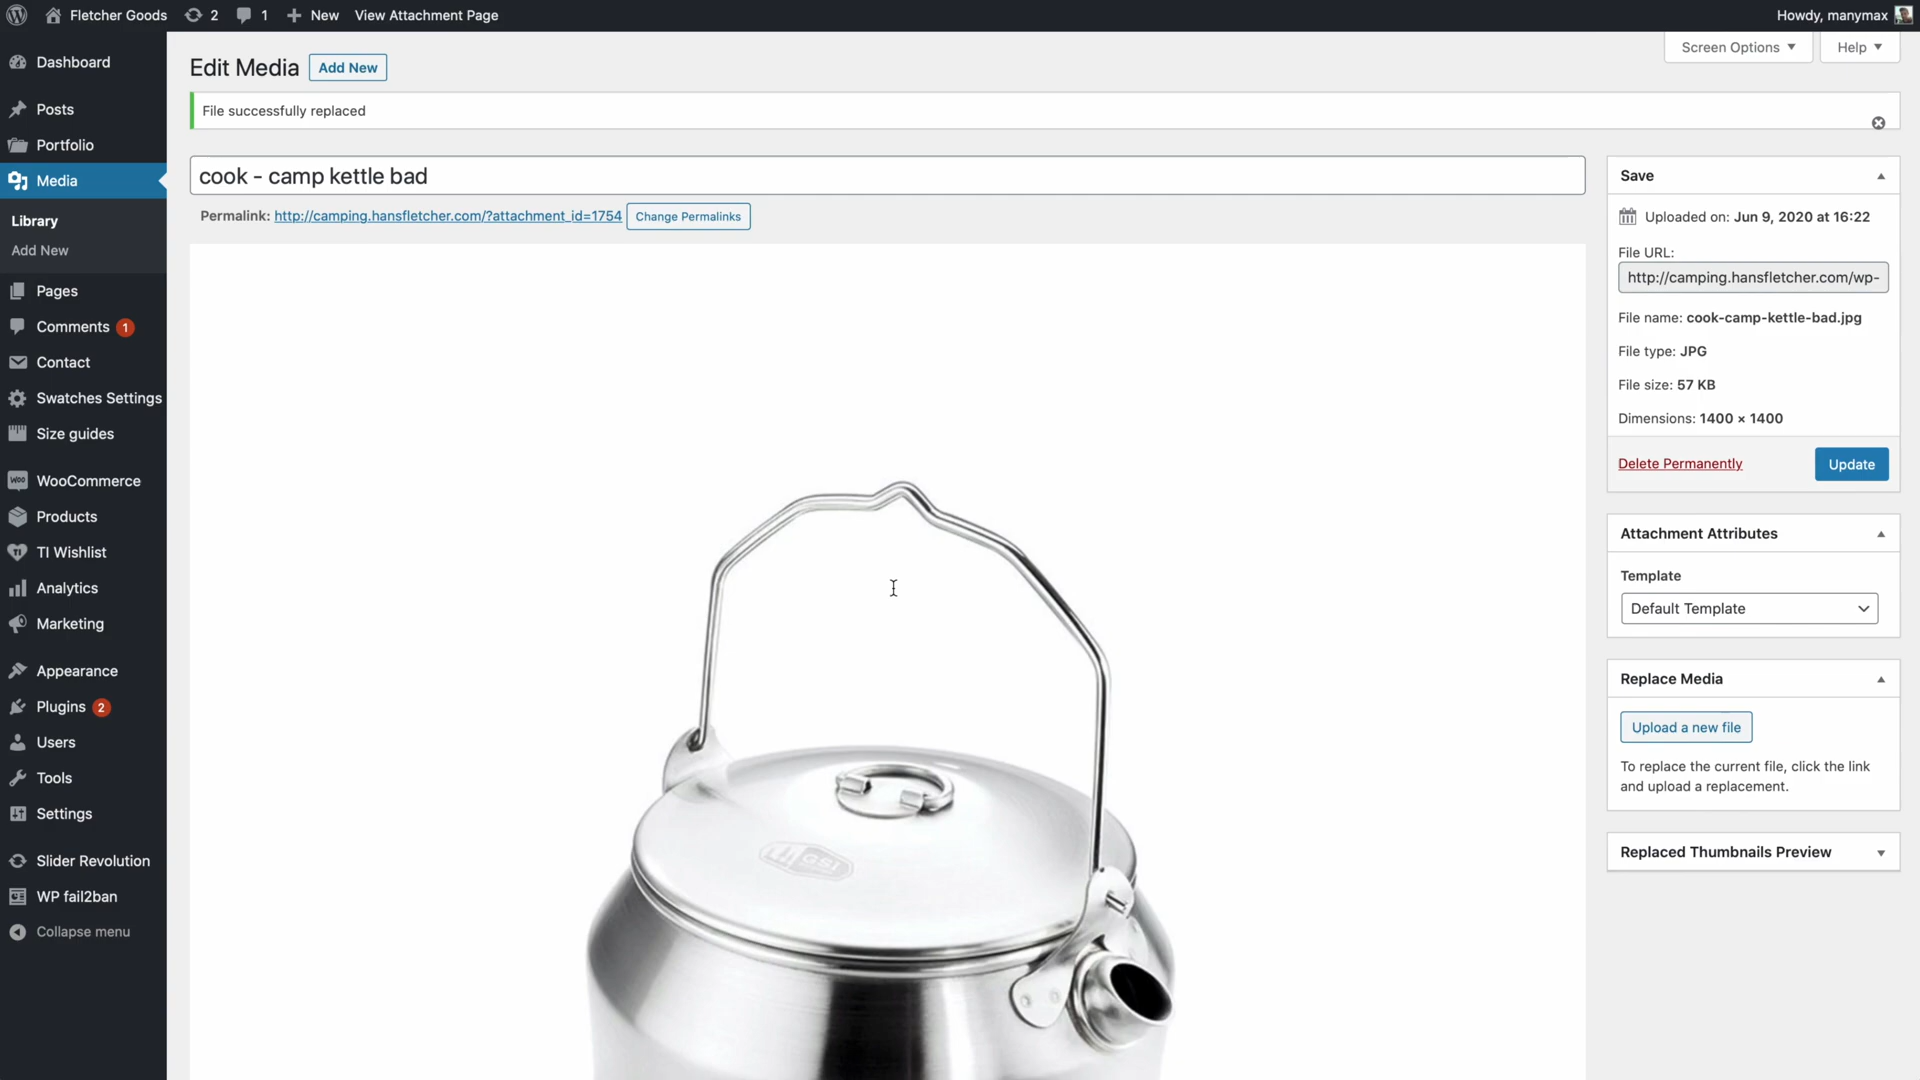 Fletcher Goods
2
1
New
View Attachment Page
Howdy, manymax
Dashboard
Posts
Portfolio
Media
Library
Add New
Pages
Comments 1
Contact
Swatches Settings
Size guides
WooCommerce
Products
TI Wishlist
Analytics
Marketing
Appearance
Plugins 2
Users
Tools
Settings
Slider Revolution
WP fail2ban
Collapse menu
Screen Options
Help
Edit Media
Add New
File successfully replaced
cook - camp kettle bad
Permalink: http://camping.hansfletcher.com/?attachment_id=1754
Change Permalinks
GSI
Save
Uploaded on: Jun 9, 2020 at 16:22
File URL:
http://camping.hansfletcher.com/wp-
File name: cook-camp-kettle-bad.jpg
File type: JPG
File size: 57 KB
Dimensions: 1400 × 1400
Delete Permanently
Update
Attachment Attributes
Template
Default Template
Replace Media
Upload a new file
To replace the current file, click the link
and upload a replacement.
Replaced Thumbnails Preview